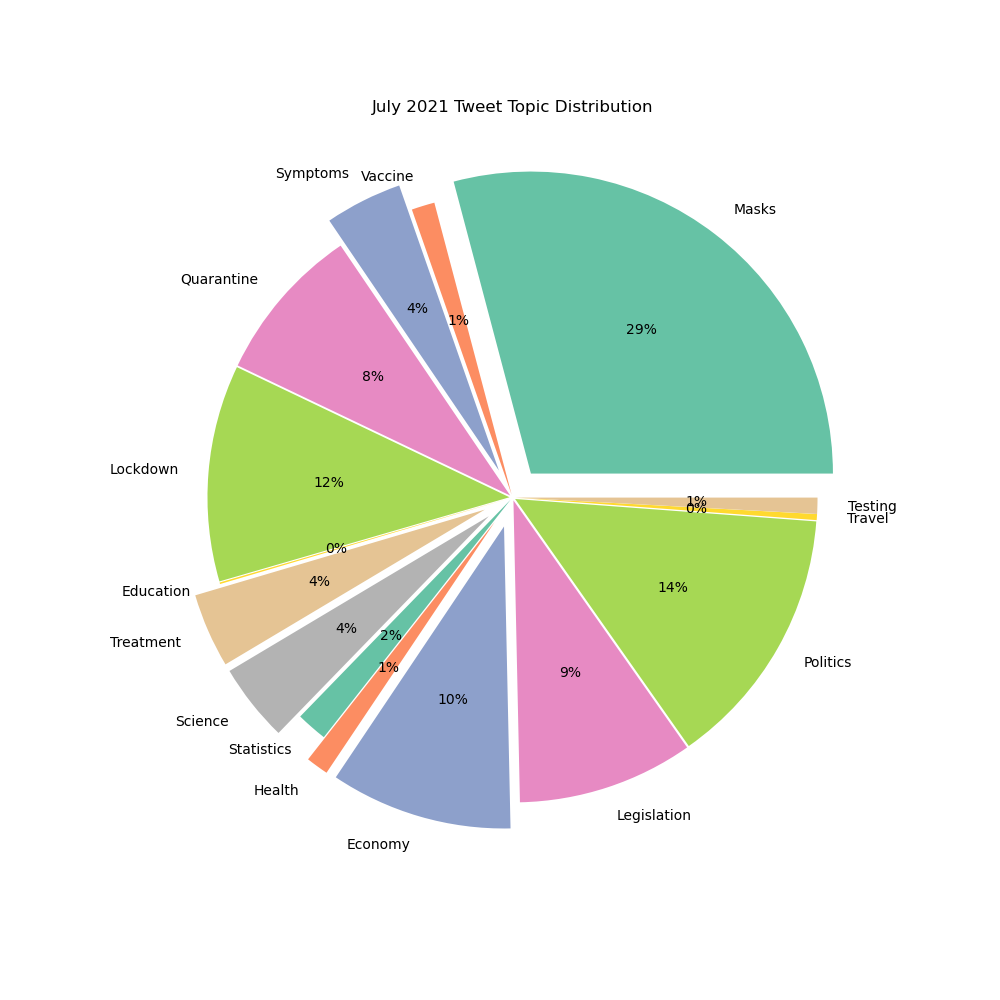 July 2021 Tweet Topic Distribution
Masks
29%
Vaccine
1%
Symptoms
4%
Quarantine
8%
Lockdown
12%
Education
0%
Treatment
4%
Science
4%
Statistics
2%
Health
1%
Economy
10%
Legislation
9%
Politics
14%
Travel
0%
Testing
1%